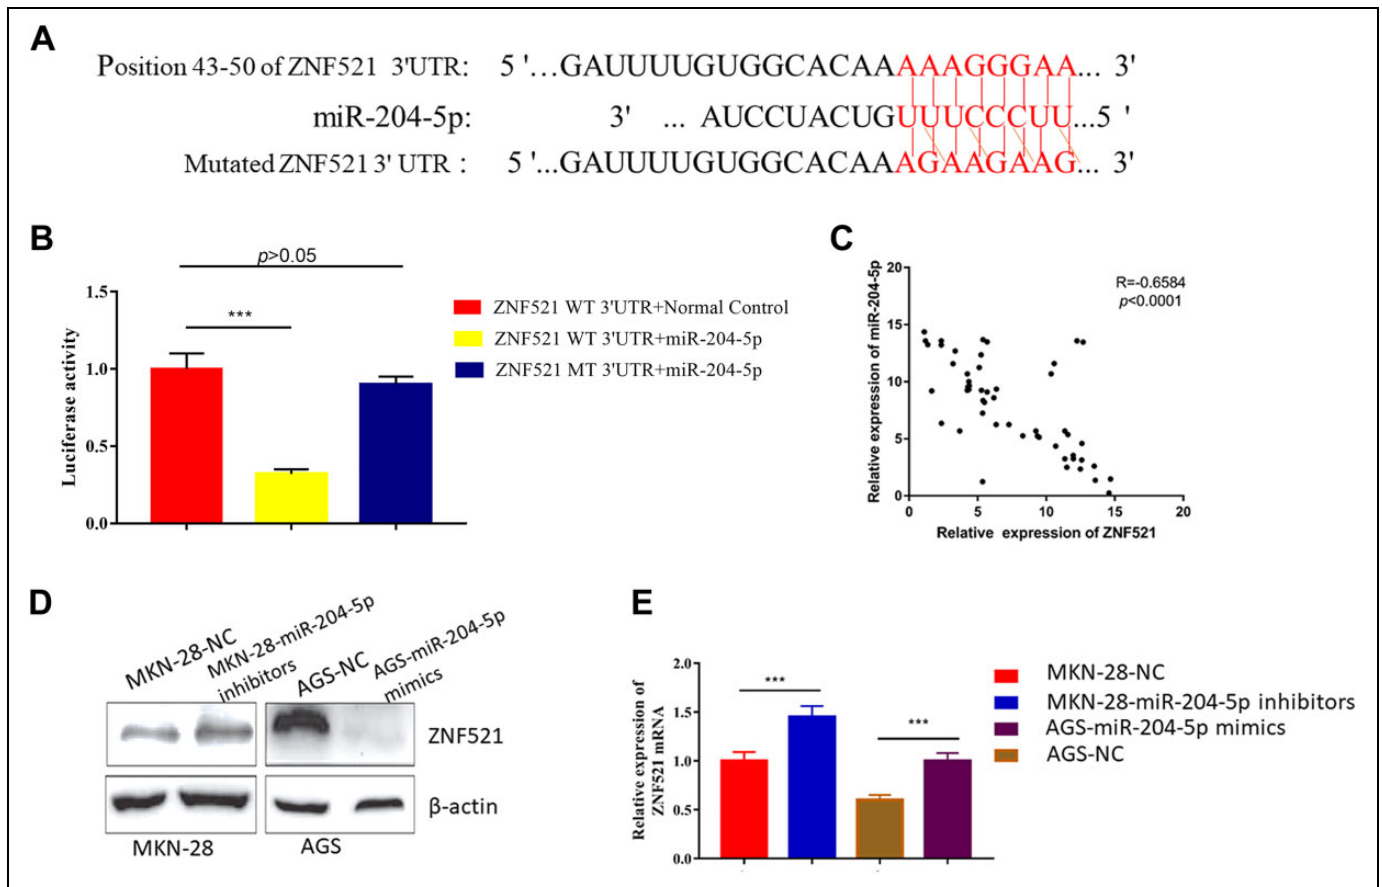 A
Position 43-50 of ZNF521 3'UTR: 5 '...GAUUUUGUGGCACAAAAAGGGAA... 3'
miR-204-5p: 3' ... AUCCUACUGUUUCCCUU...5 '
Mutated ZNF521 3' UTR : 5 '...GAUUUUGUGGCACAAAGAAGAAG... 3'
B
p>0.05
***
1.5
1.0
0.5
0.0
Luciferase activity
ZNF521 WT 3'UTR+Normal Control
ZNF521 WT 3'UTR+miR-204-5p
ZNF521 MT 3'UTR+miR-204-5p
C
R=-0.6584
p<0.0001
20
15
10
5
0
Relative expression of miR-204-5p
0 5 10 15 20
Relative expression of ZNF521
D
MKN-28-NC
MKN-28-miR-204-5p
inhibitors
AGS-NC
AGS-miR-204-5p
mimics
ZNF521
β-actin
MKN-28 AGS
E
2.0
1.5
1.0
0.5
0.0
Relative expression of
ZNF521 mRNA
***
***
MKN-28-NC
MKN-28-miR-204-5p inhibitors
AGS-miR-204-5p mimics
AGS-NC